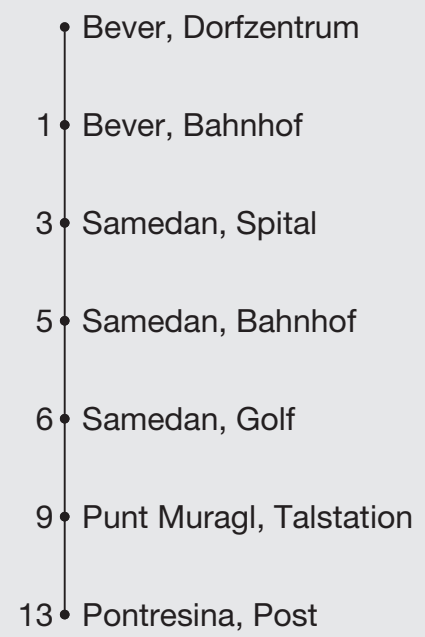 Bever, Dorfzentrum
1 Bever, Bahnhof
3 Samedan, Spital
5 Samedan, Bahnhof
6 Samedan, Golf
9 Punt Muragl, Talstation
13 Pontresina, Post